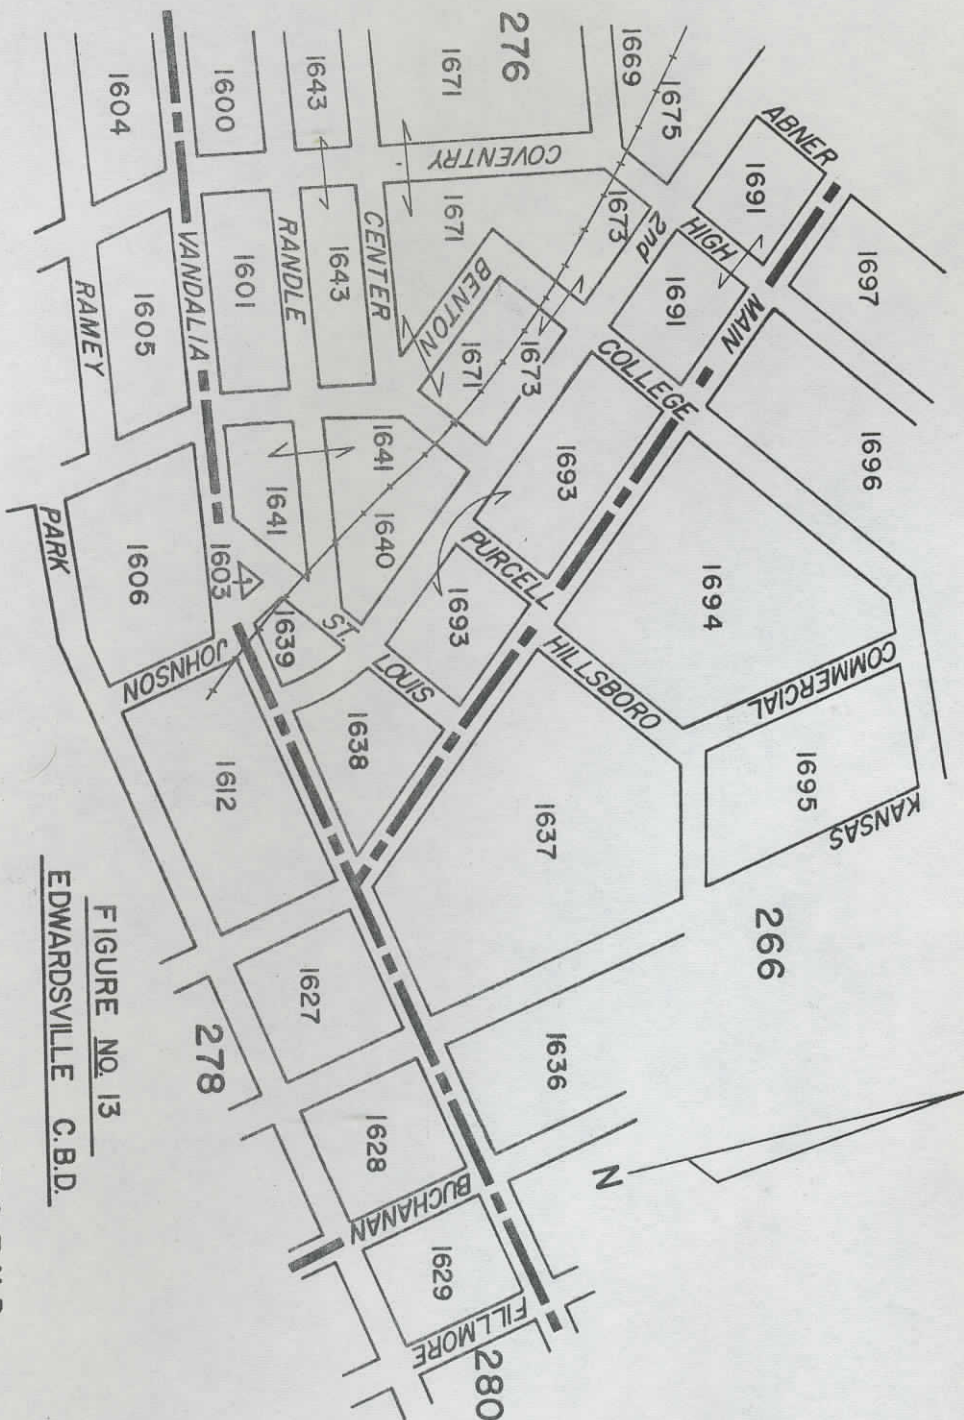 276
1669
1675
ABNER
1671
1643
1600
1604
COVENTRY
1691
HIGH
2nd
1673
1697
1671
CENTER
RANDLE
1643
1601
VANDALIA
1605
RAMEY
BENTON
1671
1673
1691
MAIN
COLLEGE
1696
1693
1641
1641
1640
1603
1606
PARK
PURCELL
1693
1694
ST. LOUIS
1639
JOHNSON
HILLSBORO
COMMERCIAL
1638
1612
1637
1695
KANSAS
266
1627
278
1636
1628
BUCHANAN
1629
FILLMORE
280
N
FIGURE NO. 13
EDWARDSVILLE C.B.D.